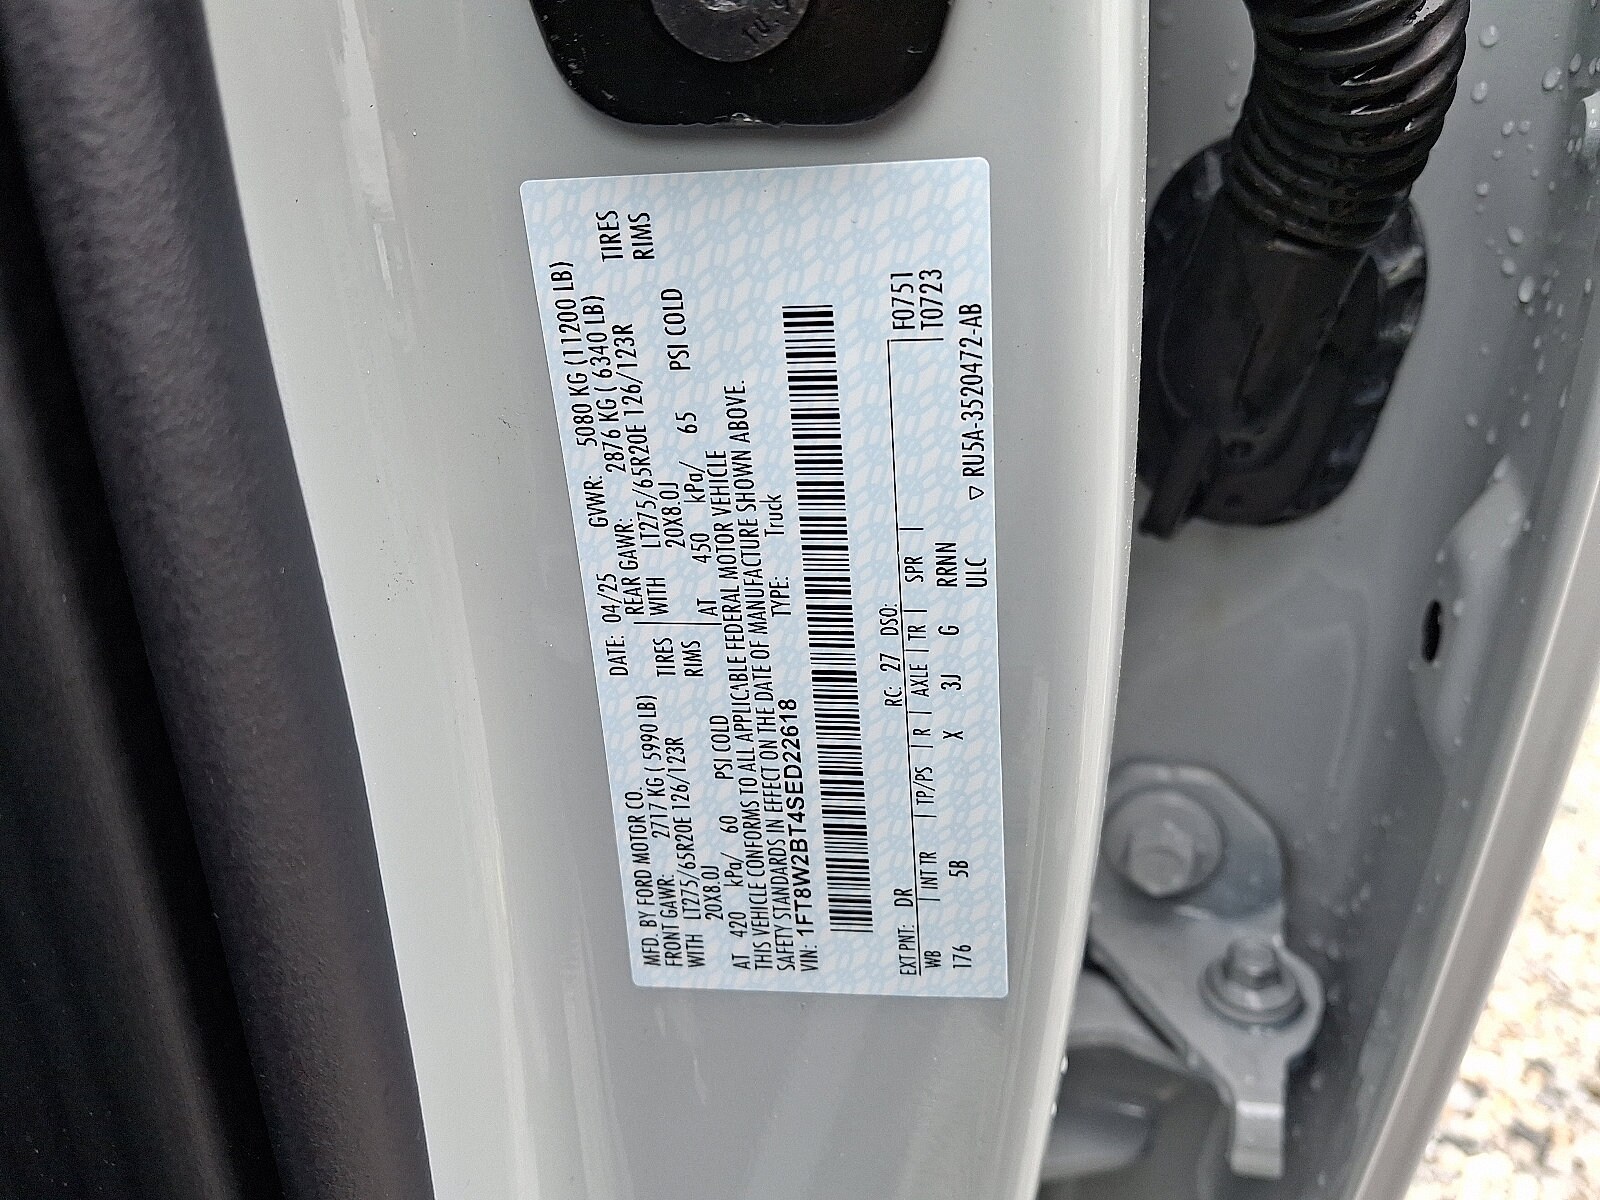 MFD. BY FORD MOTOR CO.
DATE: 04/25 GVWR: 5080 KG (11200 LB)
FRONT GAWR: 2717 KG ( 5990 LB) REAR GAWR: 2876 KG ( 6340 LB)
WITH LT275/65R20E 126/123R TIRES WITH LT275/65R20E 126/123R TIRES
20X8.0J RIMS 20X8.0J RIMS
AT 420 kPa/ 60 PSI COLD AT 450 kPa/ 65 PSI COLD
THIS VEHICLE CONFORMS TO ALL APPLICABLE FEDERAL MOTOR VEHICLE
SAFETY STANDARDS IN EFFECT ON THE DATE OF MANUFACTURE SHOWN ABOVE.
VIN: 1FT8W2BT4SED22618 TYPE: Truck
EXT PNT: DR RC: 27 DSO: F0751
WB INT TR TP/PS R AXLE TR SPR T0723
176 5B X 3J G RRNN
ULC ▽ RU5A-3520472-AB